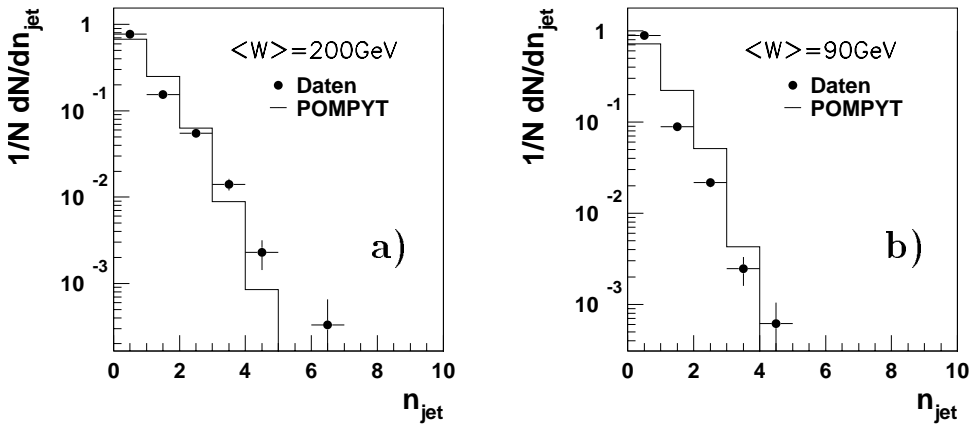 1/N dN/dn_jet
1
10^-1
10^-2
10^-3
<W>=200GeV
Daten
POMPYT
a)
0 2 4 6 8 10
n_jet
1/N dN/dn_jet
1
10^-1
10^-2
10^-3
<W>=90GeV
Daten
POMPYT
b)
0 2 4 6 8 10
n_jet